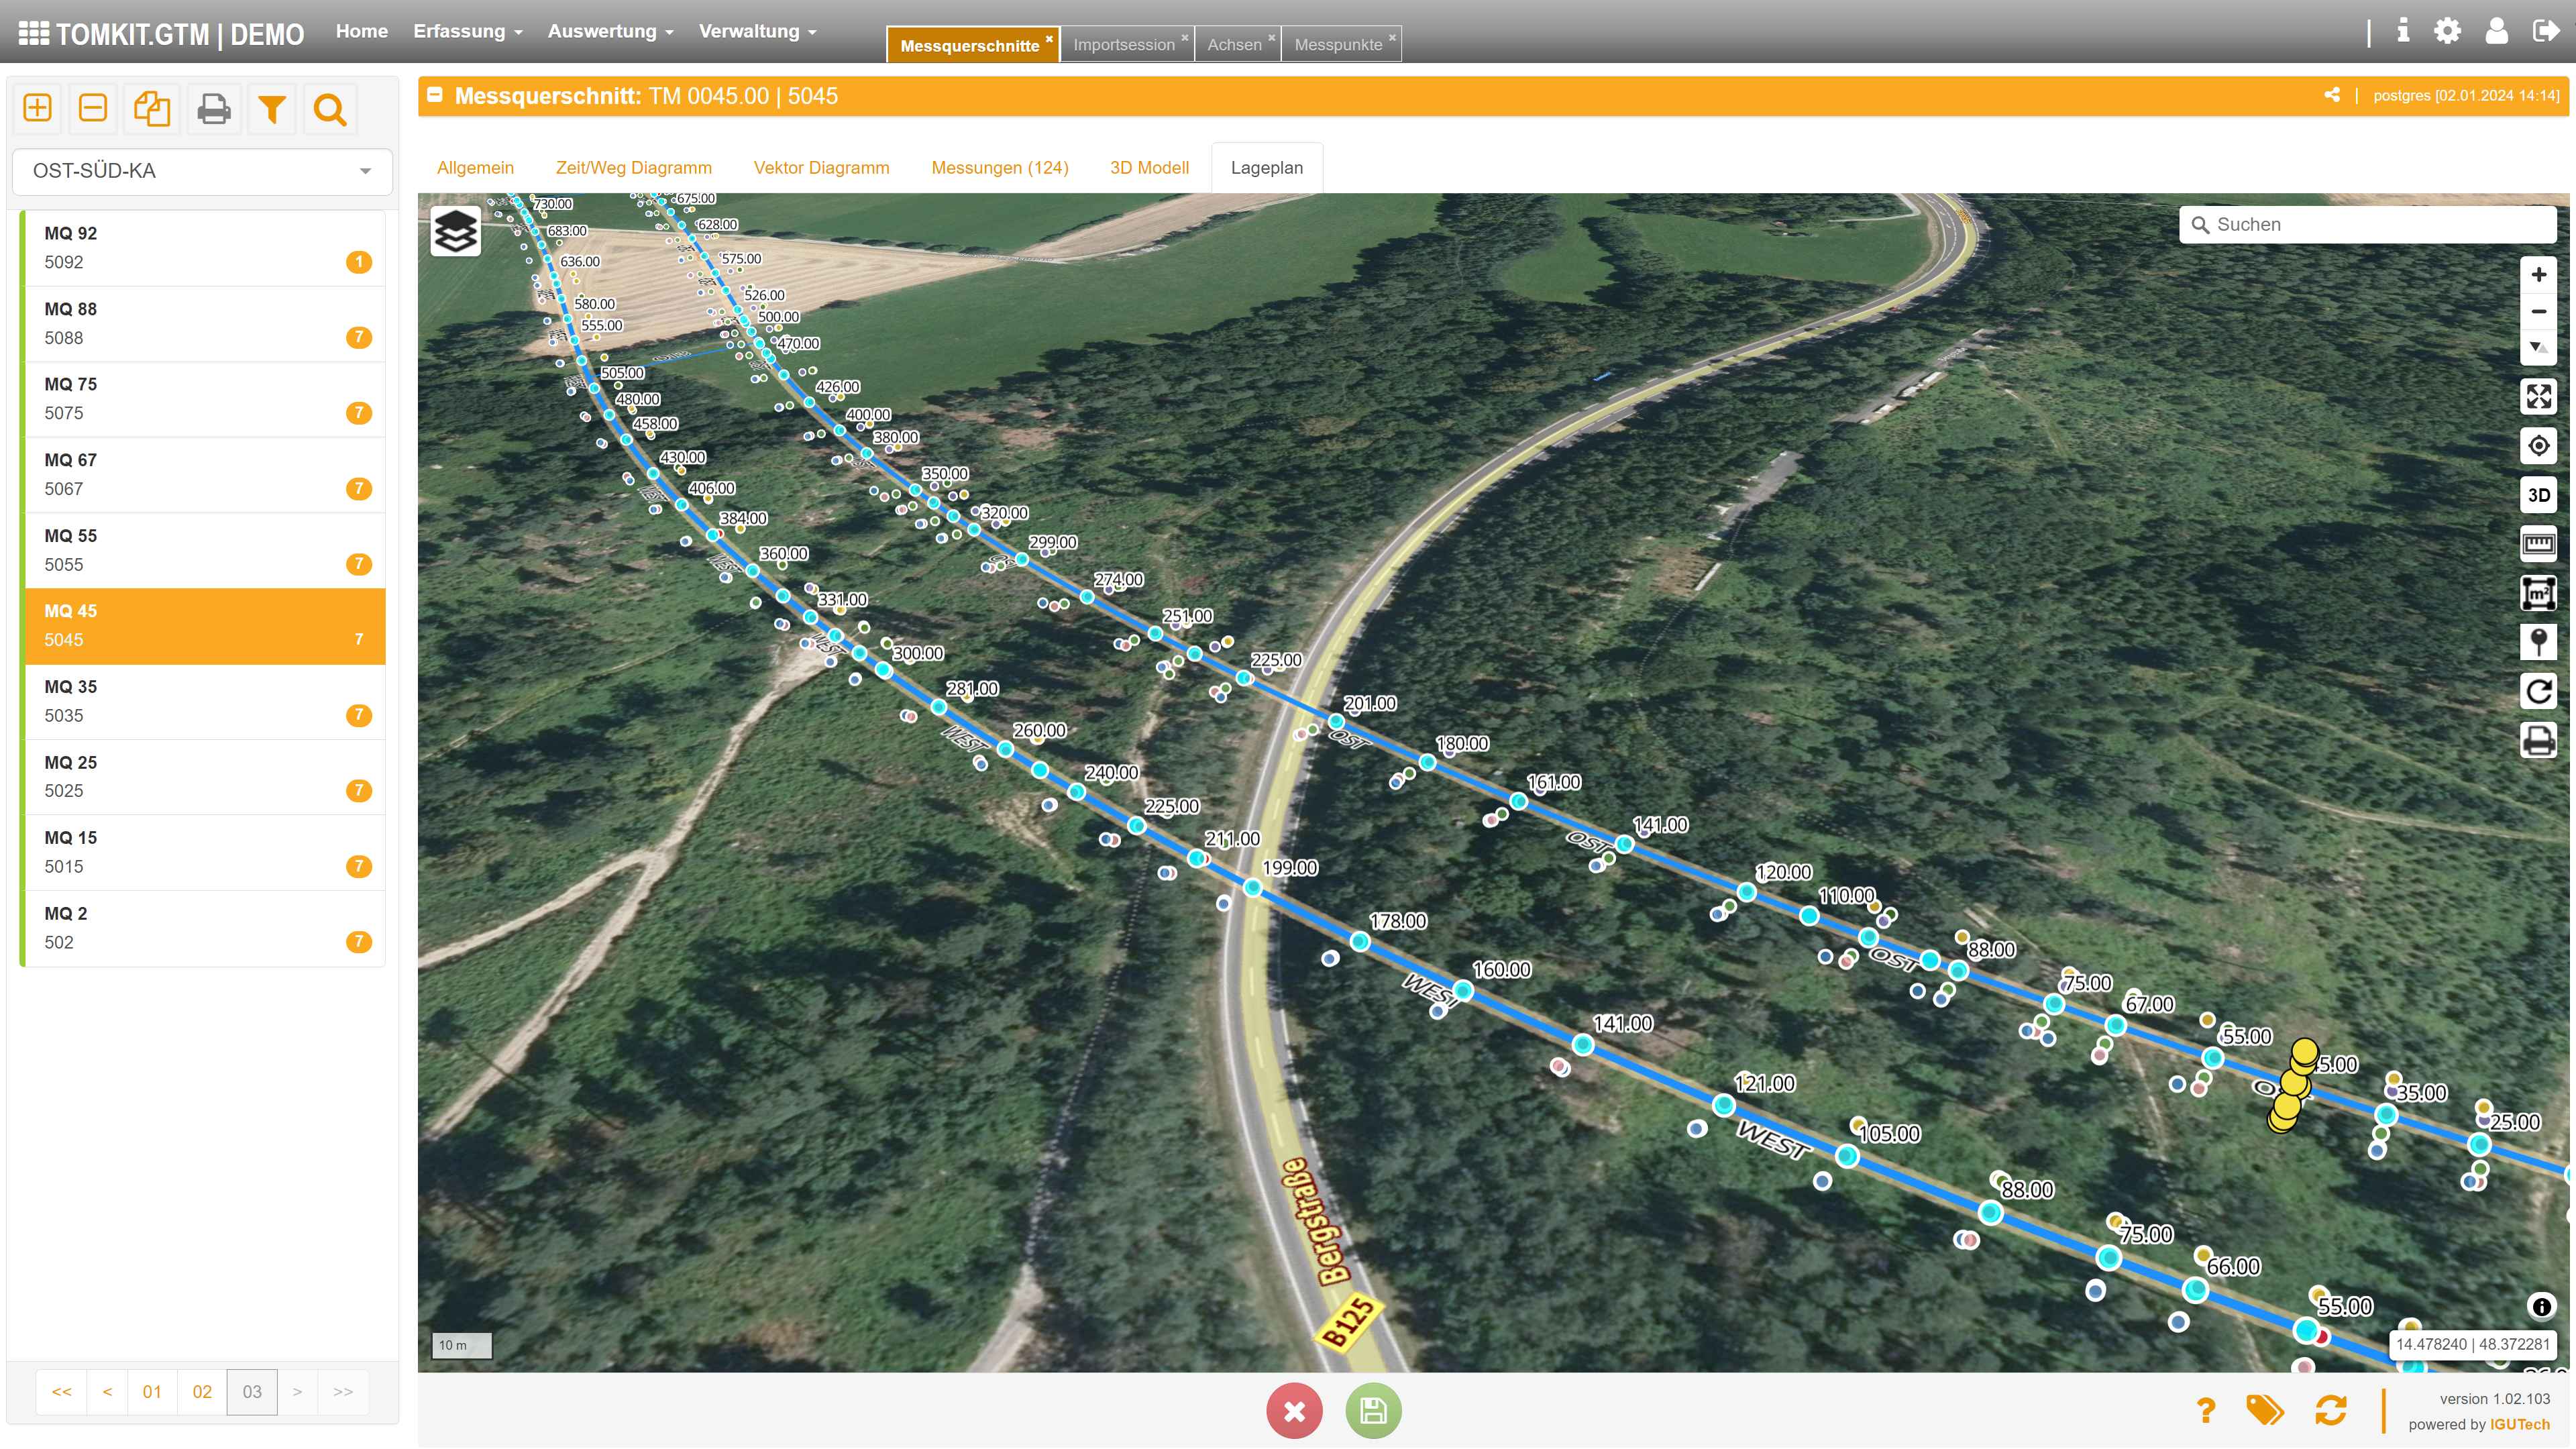 TOMKIT.GTM | DEMO
Home
Erfassung
Auswertung
Verwaltung
Messquerschnitte
Importsession
Achsen
Messpunkte
OST-SÜD-KA
MQ 92
5092
1
MQ 88
5088
7
MQ 75
5075
7
MQ 67
5067
7
MQ 55
5055
7
MQ 45
5045
7
MQ 35
5035
7
MQ 25
5025
7
MQ 15
5015
7
MQ 2
502
7
<<
<
01
02
03
>
>>
Messquerschnitt: TM 0045.00 | 5045
postgres [02.01.2024 14:14]
Allgemein
Zeit/Weg Diagramm
Vektor Diagramm
Messungen (124)
3D Modell
Lageplan
Suchen
3D
m²
730.00
675.00
683.00
628.00
636.00
575.00
580.00
526.00
555.00
500.00
470.00
505.00
426.00
480.00
400.00
458.00
380.00
430.00
350.00
406.00
320.00
384.00
299.00
360.00
274.00
331.00
251.00
300.00
225.00
281.00
201.00
260.00
180.00
240.00
161.00
225.00
141.00
211.00
120.00
199.00
110.00
178.00
88.00
160.00
75.00
141.00
67.00
121.00
55.00
105.00
5.00
88.00
35.00
75.00
25.00
66.00
55.00
WEST
WEST
WEST
WEST
WEST
WEST
OST
OST
OST
Bergstraße
B125
10 m
14.478240 | 48.372281
version 1.02.103
powered by IGUTech